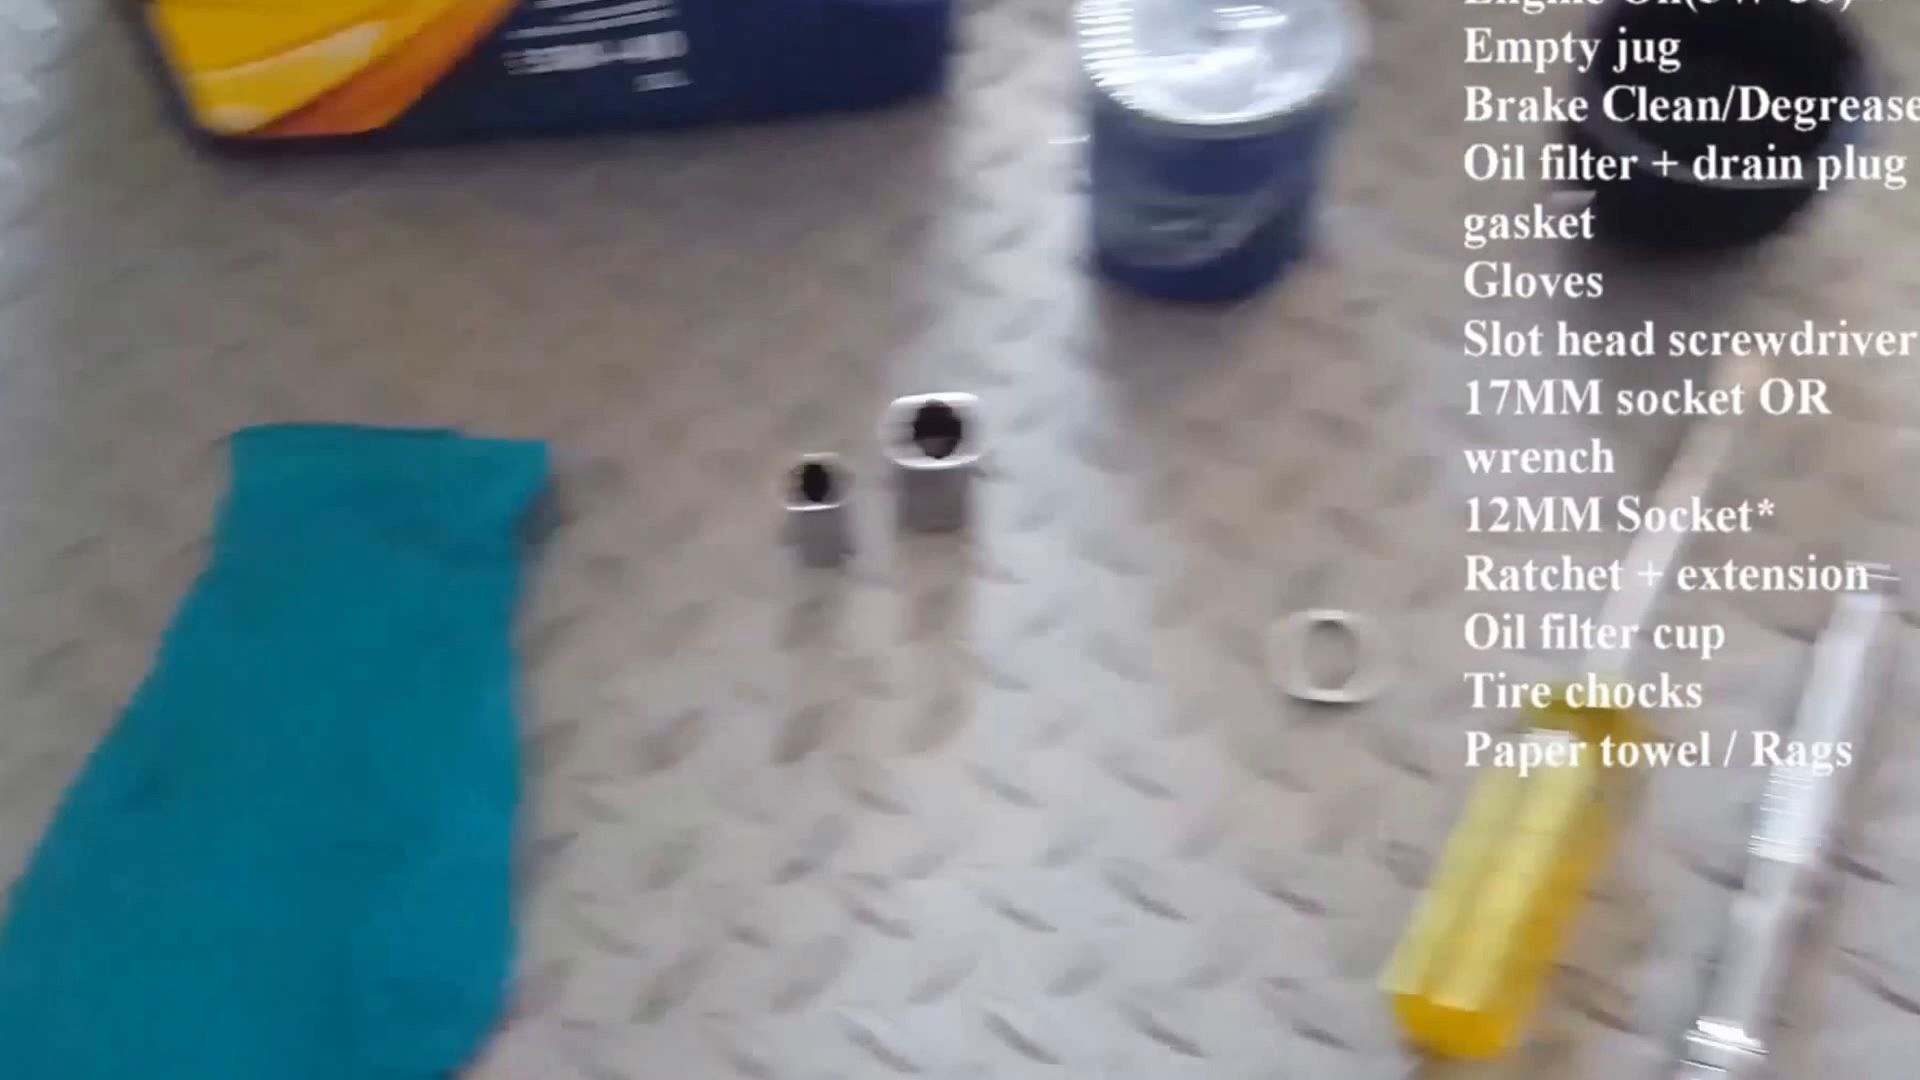 Empty jug
Brake Clean/Degrease
Oil filter + drain plug
gasket
Gloves
Slot head screwdriver
17MM socket OR
wrench
12MM Socket*
Ratchet + extension
Oil filter cup
Tire chocks
Paper towel / Rags